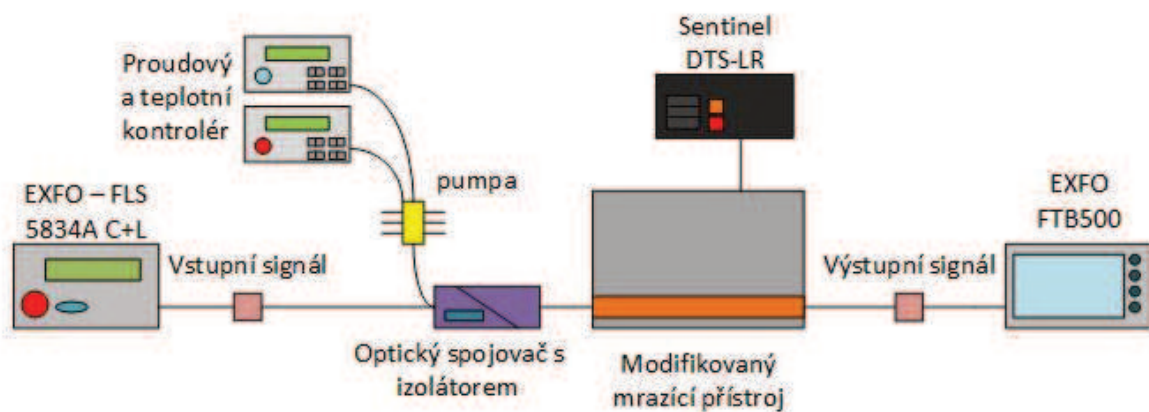 Proudový
a teplotní
kontrolér
Sentinel
DTS-LR
pumpa
EXFO – FLS
5834A C+L
EXFO
FTB500
Vstupní signál
Výstupní signál
Optický spojovač s
izolátorem
Modifikovaný
mrazící přístroj